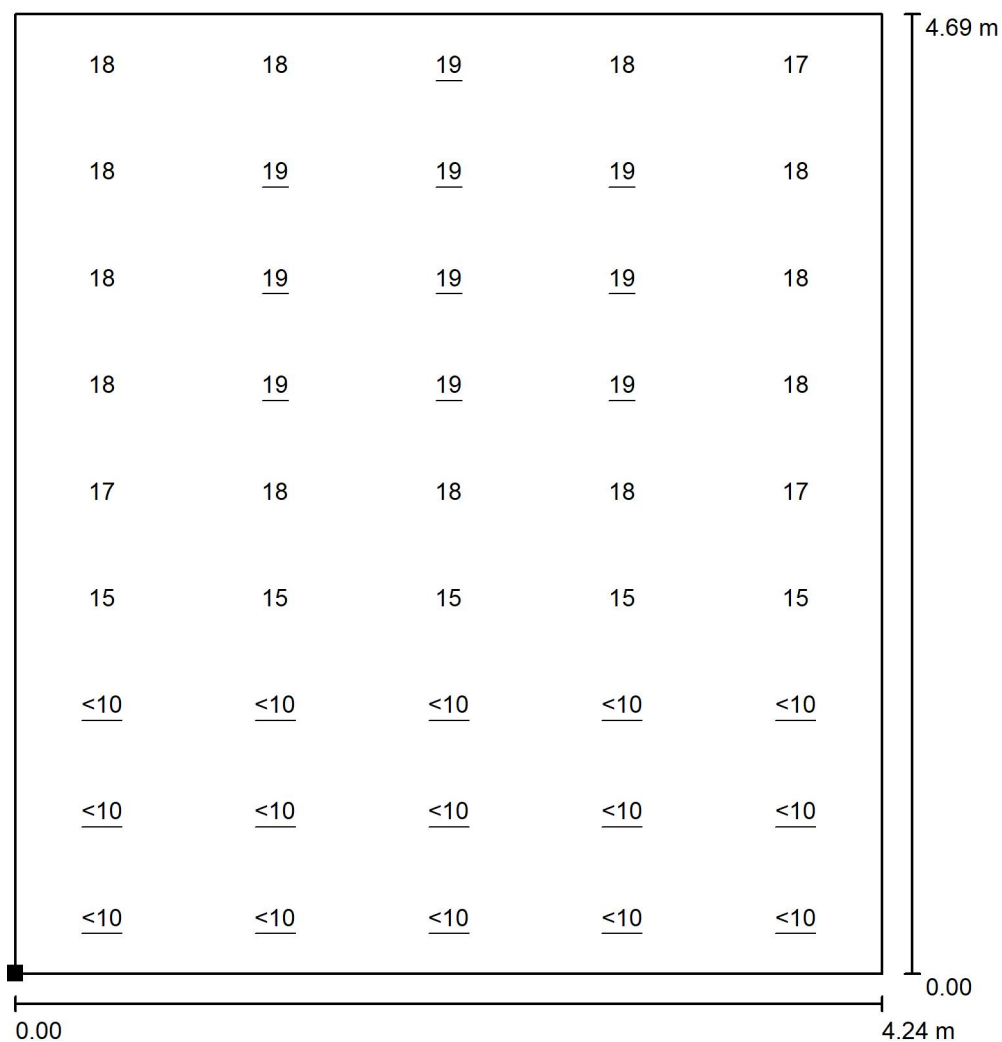 4.69 m
18 18 19 18 17
18 19 19 19 18
18 19 19 19 18
18 19 19 19 18
17 18 18 18 17
15 15 15 15 15
<10 <10 <10 <10 <10
<10 <10 <10 <10 <10
<10 <10 <10 <10 <10
0.00
0.00 4.24 m